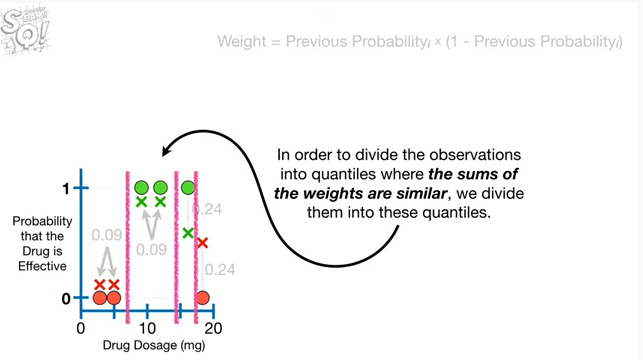 Weight = Previous Probabilityᵢ × (1 - Previous Probabilityᵢ)
In order to divide the observations
into quantiles where the sums of
the weights are similar, we divide
them into these quantiles.
1
Probability
that the
Drug is
Effective
0.09
0.09
0.24
0.24
0
0
10
20
Drug Dosage (mg)